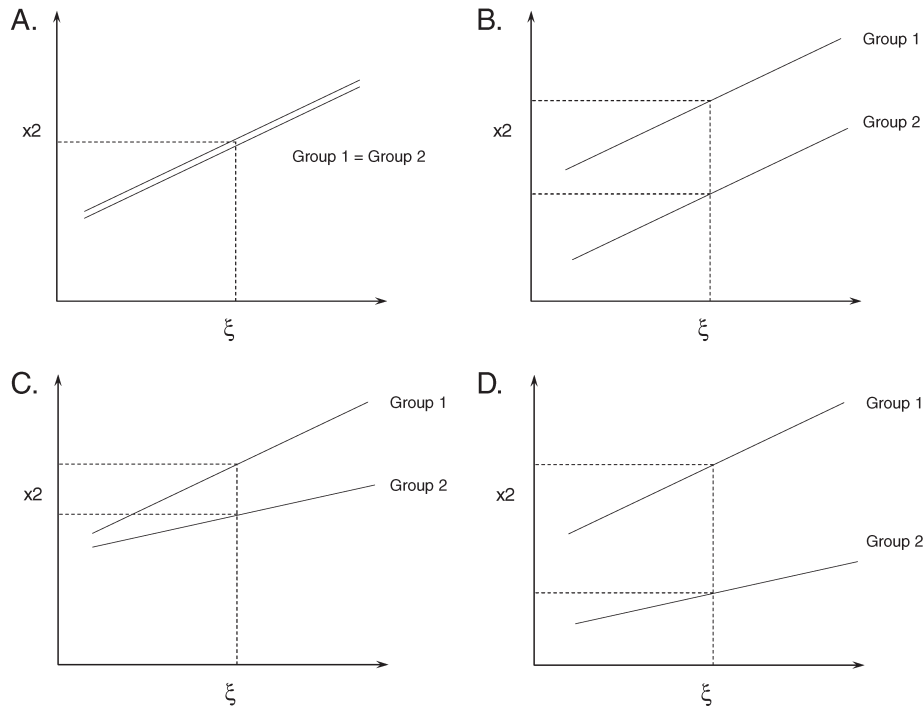 A.
x2
Group 1 = Group 2
ξ
B.
Group 1
x2
Group 2
ξ
C.
Group 1
x2
Group 2
ξ
D.
Group 1
x2
Group 2
ξ